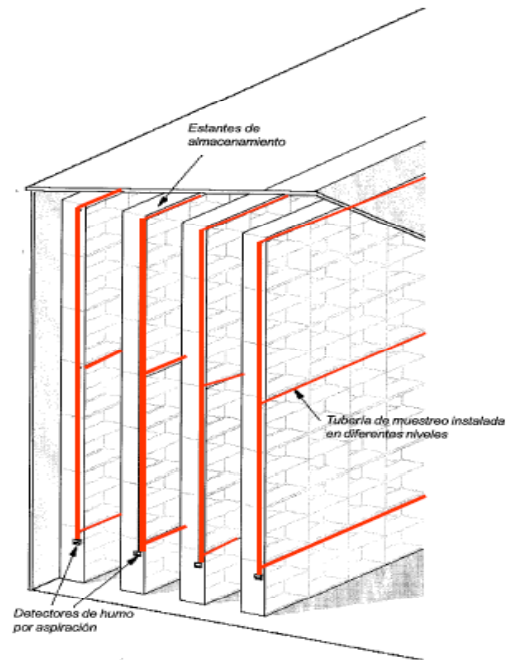 Estantes de
almacenamiento
Tubería de muestreo instalada
en diferentes niveles
Detectores de humo
por aspiración